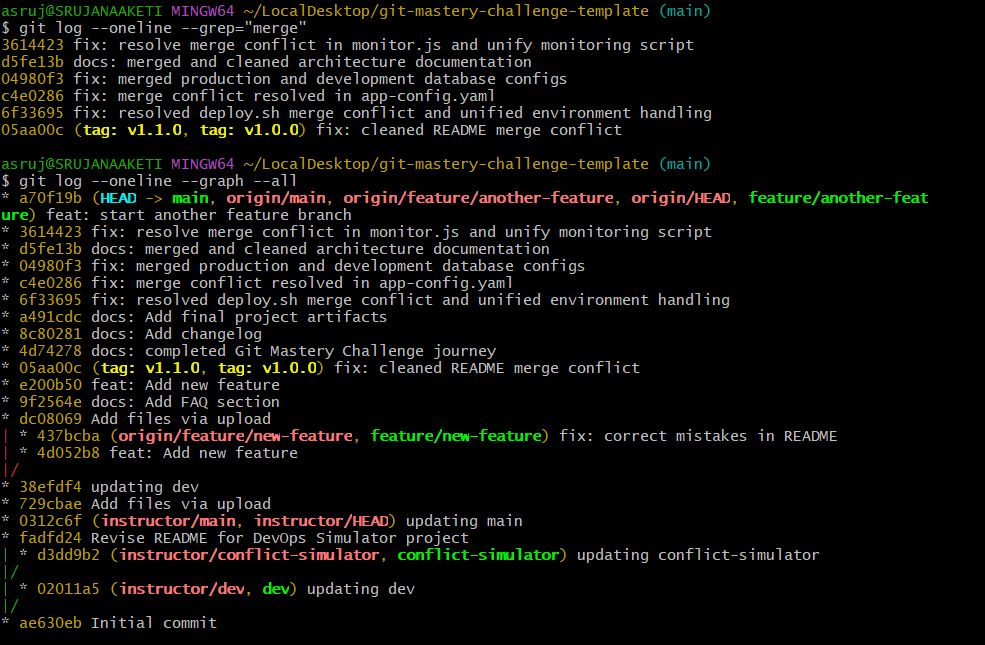 asruj@SRUJANAAKETI MINGW64 ~/LocalDesktop/git-mastery-challenge-template (main)
$ git log --oneline --grep="merge"
3614423 fix: resolve merge conflict in monitor.js and unify monitoring script
d5fe13b docs: merged and cleaned architecture documentation
04980f3 fix: merged production and development database configs
c4e0286 fix: merge conflict resolved in app-config.yaml
6f33695 fix: resolved deploy.sh merge conflict and unified environment handling
05aa00c (tag: v1.1.0, tag: v1.0.0) fix: cleaned README merge conflict

asruj@SRUJANAAKETI MINGW64 ~/LocalDesktop/git-mastery-challenge-template (main)
$ git log --oneline --graph --all
* a70f19b (HEAD -> main, origin/main, origin/feature/another-feature, origin/HEAD, feature/another-feat
ure) feat: start another feature branch
* 3614423 fix: resolve merge conflict in monitor.js and unify monitoring script
* d5fe13b docs: merged and cleaned architecture documentation
* 04980f3 fix: merged production and development database configs
* c4e0286 fix: merge conflict resolved in app-config.yaml
* 6f33695 fix: resolved deploy.sh merge conflict and unified environment handling
* a491cdc docs: Add final project artifacts
* 8c80281 docs: Add changelog
* 4d74278 docs: completed Git Mastery Challenge journey
* 05aa00c (tag: v1.1.0, tag: v1.0.0) fix: cleaned README merge conflict
* e200b50 feat: Add new feature
* 9f2564e docs: Add FAQ section
* dc08069 Add files via upload
| * 437bcba (origin/feature/new-feature, feature/new-feature) fix: correct mistakes in README
| * 4d052b8 feat: Add new feature
|/
* 38efdf4 updating dev
* 729cbae Add files via upload
* 0312c6f (instructor/main, instructor/HEAD) updating main
* fadfd24 Revise README for DevOps Simulator project
| * d3dd9b2 (instructor/conflict-simulator, conflict-simulator) updating conflict-simulator
|/
| * 02011a5 (instructor/dev, dev) updating dev
|/
* ae630eb Initial commit